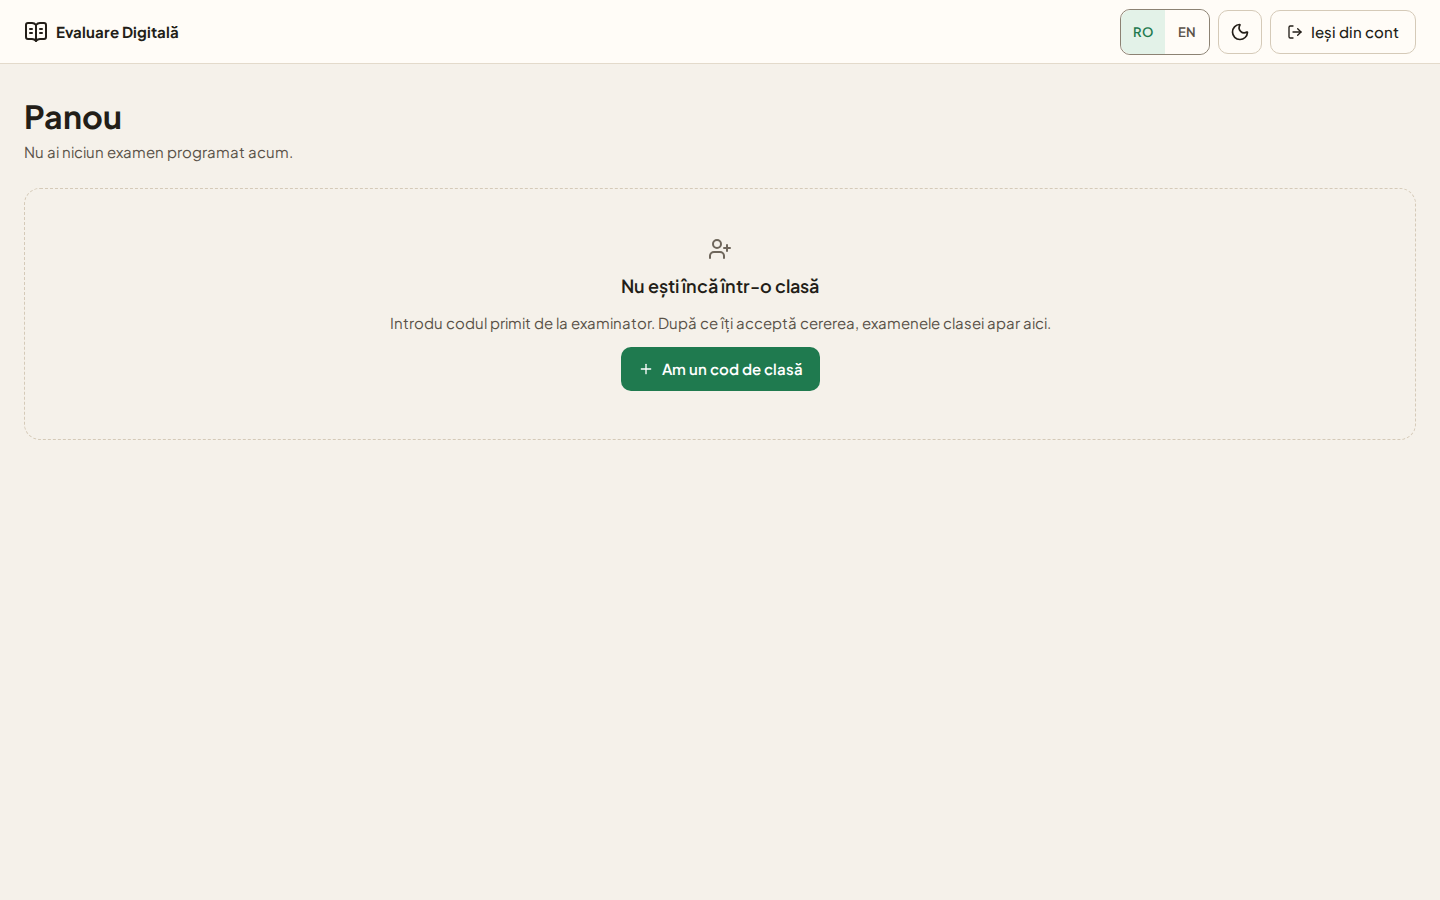 Evaluare Digitală
RO
EN
Ieși din cont
Panou
Nu ai niciun examen programat acum.
Nu ești încă într-o clasă
Introdu codul primit de la examinator. După ce îți acceptă cererea, examenele clasei apar aici.
Am un cod de clasă